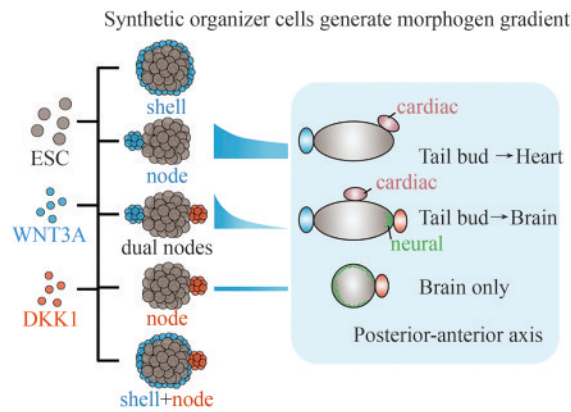 Synthetic organizer cells generate morphogen gradient
shell
ESC
node
WNT3A
dual nodes
DKK1
node
shell+node
cardiac
Tail bud → Heart
cardiac
Tail bud → Brain
neural
Brain only
Posterior-anterior axis